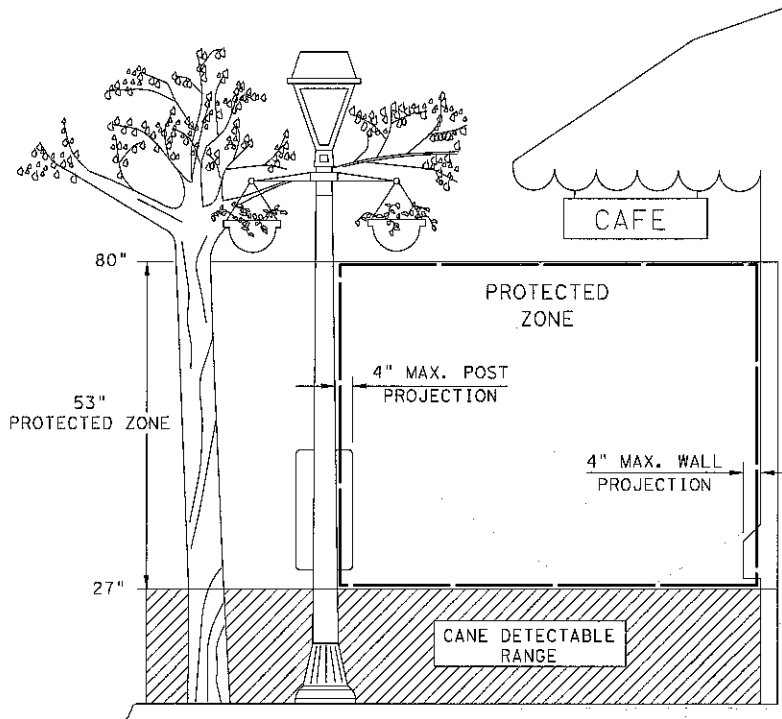 CAFE
80"
PROTECTED
ZONE
4" MAX. POST
PROJECTION
53"
PROTECTED ZONE
4" MAX. WALL
PROJECTION
27"
CANE DETECTABLE
RANGE